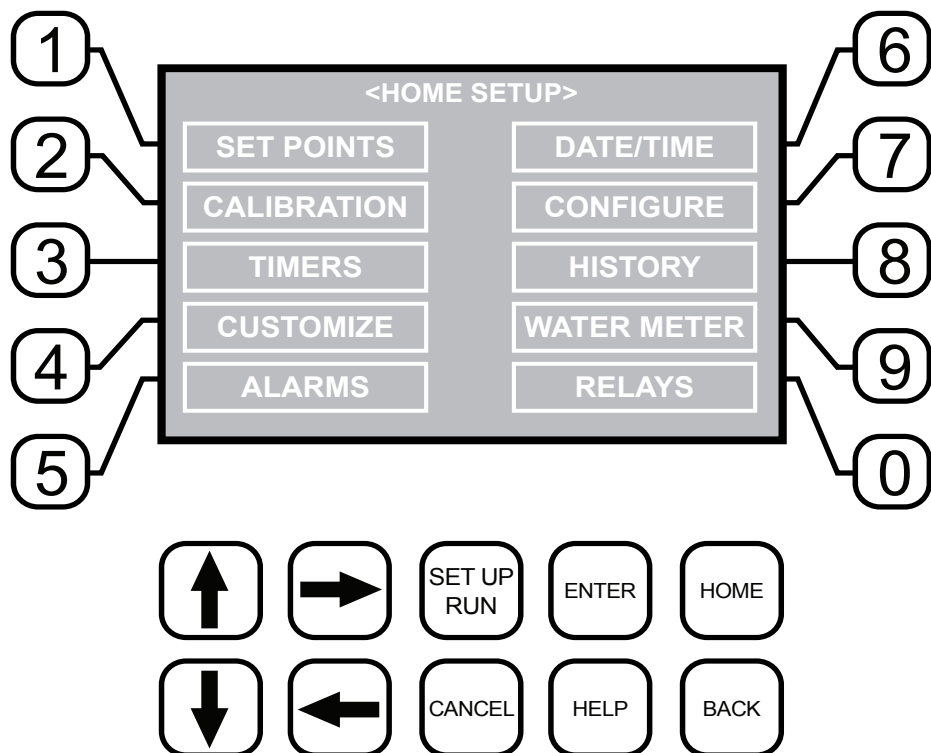 1
6
<HOME SETUP>
SET POINTS
DATE/TIME
2
7
CALIBRATION
CONFIGURE
3
8
TIMERS
HISTORY
4
9
CUSTOMIZE
WATER METER
ALARMS
RELAYS
5
0
SET UP
RUN
ENTER
HOME
CANCEL
HELP
BACK